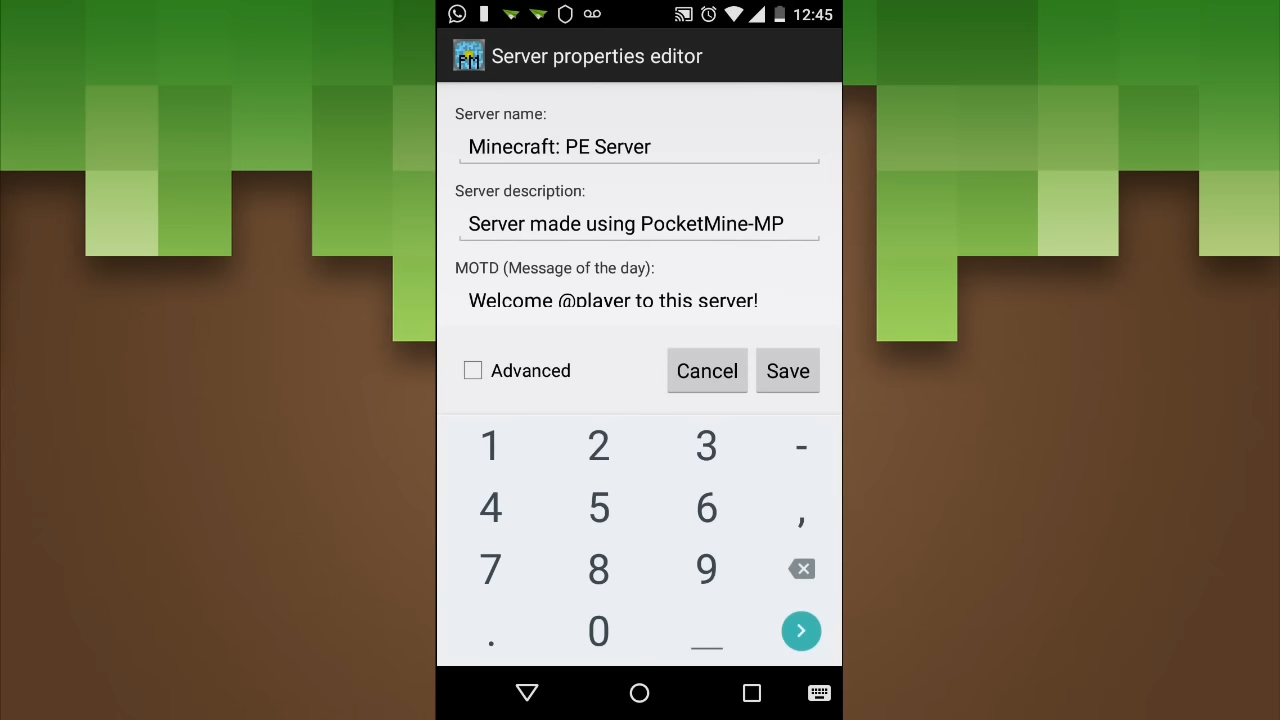 12:45
PM Server properties editor
Server name:
Minecraft: PE Server
Server description:
Server made using PocketMine-MP
MOTD (Message of the day):
Welcome @player to this server!
Advanced Cancel Save
1 2 3 -
4 5 6 ,
7 8 9
. 0 _